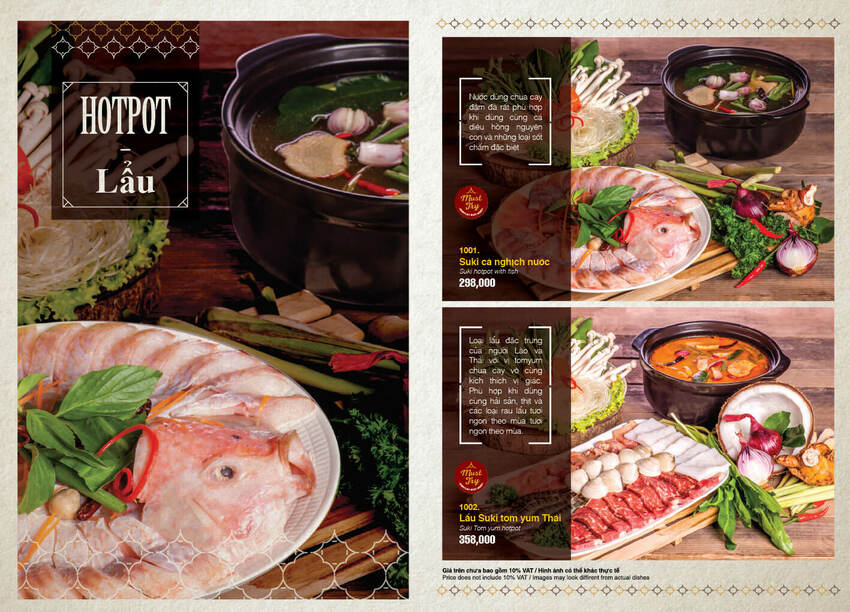 HOTPOT
–
Lẩu
Nước dùng chua cay
đậm đà rất phù hợp
khi dùng cùng cá
diêu hồng nguyên
con và những loại sốt
chấm đặc biệt
Must
Try
1001.
Suki cá nghịch nước
Suki hotpot with fish
298,000
Loại lẩu đặc trưng
của người Lào và
Thái với vị tomyum
chua cay vô cùng
kích thích vị giác.
Phù hợp khi dùng
cùng hải sản, thịt và
các loại rau lẩu tươi
ngon theo mùa tươi
ngon theo mùa.
Must
Try
1002.
Lẩu Suki tom yum Thái
Suki Tom yum hotpot
358,000
Giá trên chưa bao gồm 10% VAT / Hình ảnh có thể khác thực tế
Price does not include 10% VAT / images may look different from actual dishes